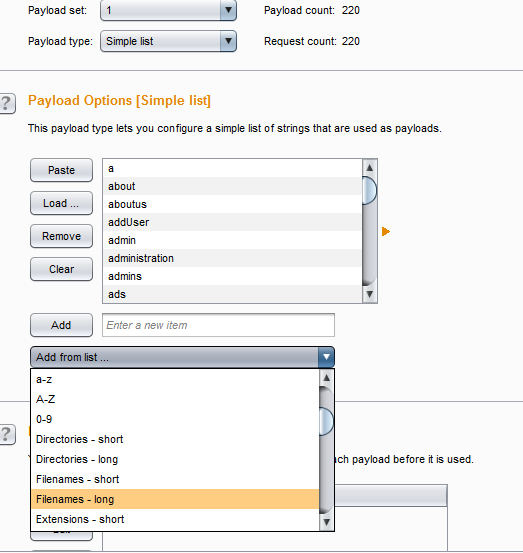 Payload set: 1 Payload count: 220
Payload type: Simple list Request count: 220
?
Payload Options [Simple list]
This payload type lets you configure a simple list of strings that are used as payloads.
Paste
Load ...
Remove
Clear
a
about
aboutus
addUser
admin
administration
admins
ads
Add Enter a new item
Add from list ...
a-z
A-Z
0-9
Directories - short
Directories - long
Filenames - short
Filenames - long
Extensions - short
?
each payload before it is used.